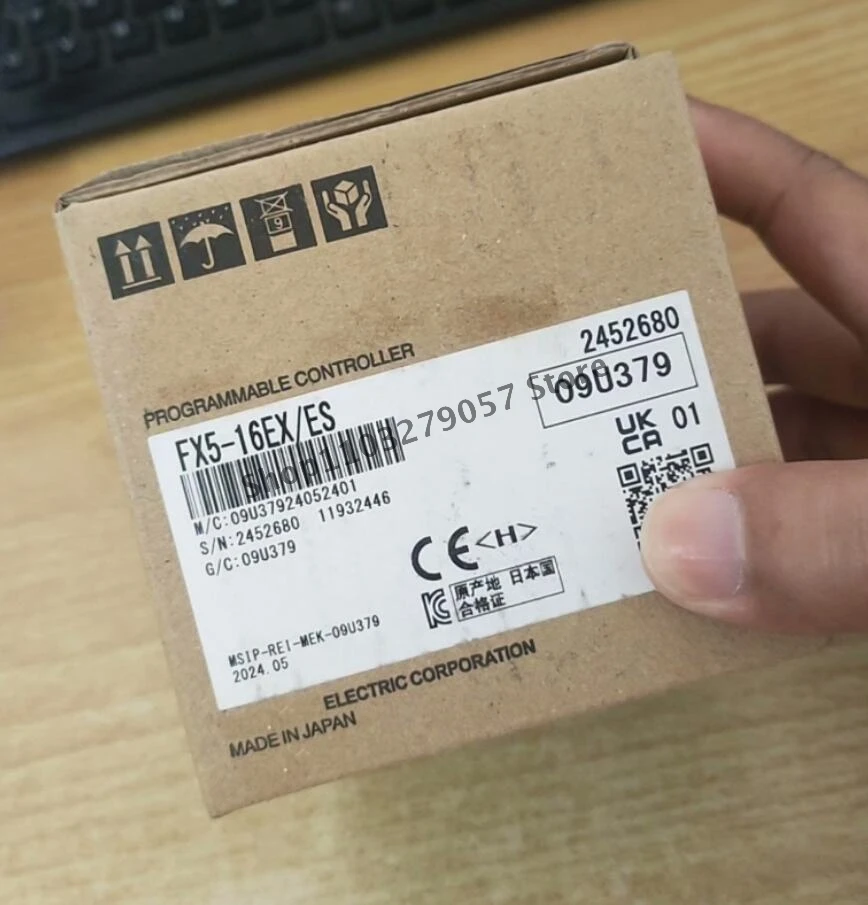 9
PROGRAMMABLE CONTROLLER
2452680
09U379
FX5-16EX/ES
UK
CA 01
M/C:09U37924052401
S/N:2452680 11932446
G/C:09U379
CE <H>
原产地 日本国
合格证
MSIP-REI-MEK-09U379
2024.05
ELECTRIC CORPORATION
MADE IN JAPAN
Shop1103279057 Store